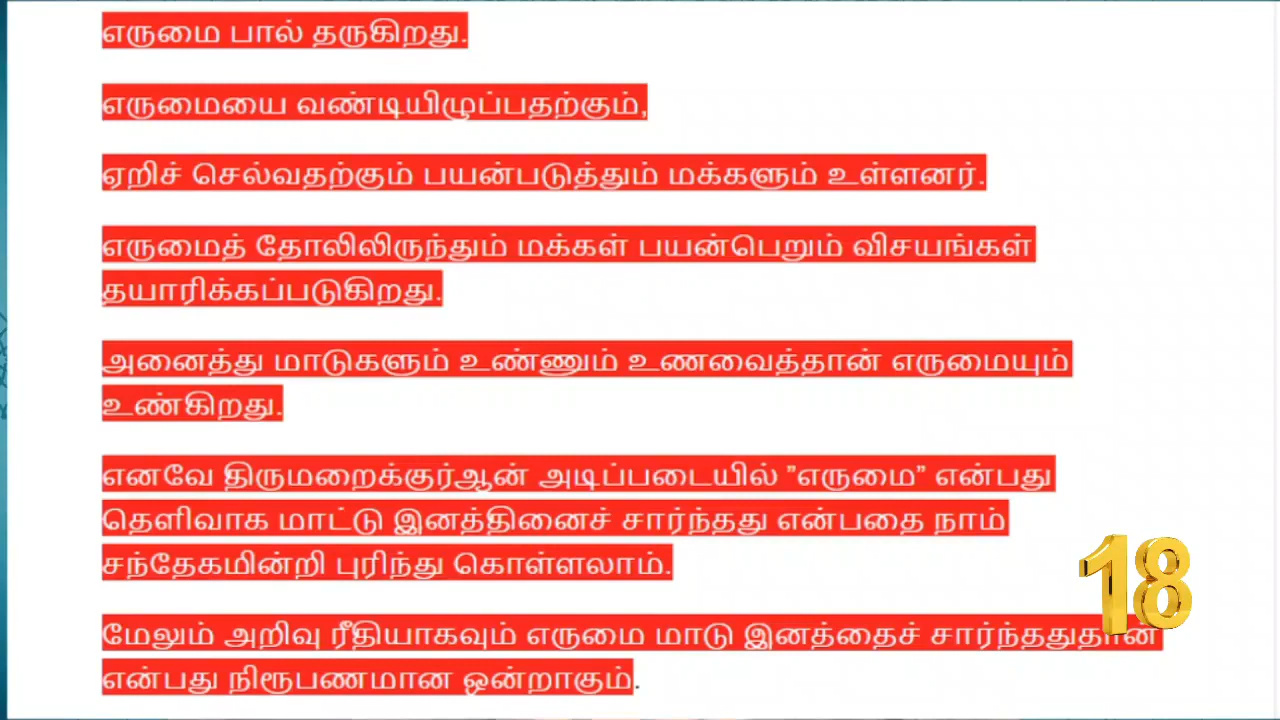 எருமை பால் தருகிறது.
எருமையை வண்டியிழுப்பதற்கும்,
ஏறிச் செல்வதற்கும் பயன்படுத்தும் மக்களும் உள்ளனர்.
எருமைத் தோலிலிருந்தும் மக்கள் பயன்பெறும் விசயங்கள்
தயாரிக்கப்படுகிறது.
அனைத்து மாடுகளும் உண்ணும் உணவைத்தான் எருமையும்
உண்கிறது.
எனவே திருமறைக்குர்ஆன் அடிப்படையில் ”எருமை” என்பது
தெளிவாக மாட்டு இனத்தினைச் சார்ந்தது என்பதை நாம்
சந்தேகமின்றி புரிந்து கொள்ளலாம்.
18
மேலும் அறிவு ரீதியாகவும் எருமை மாடு இனத்தைச் சார்ந்ததுதான்
என்பது நிரூபணமான ஒன்றாகும்.